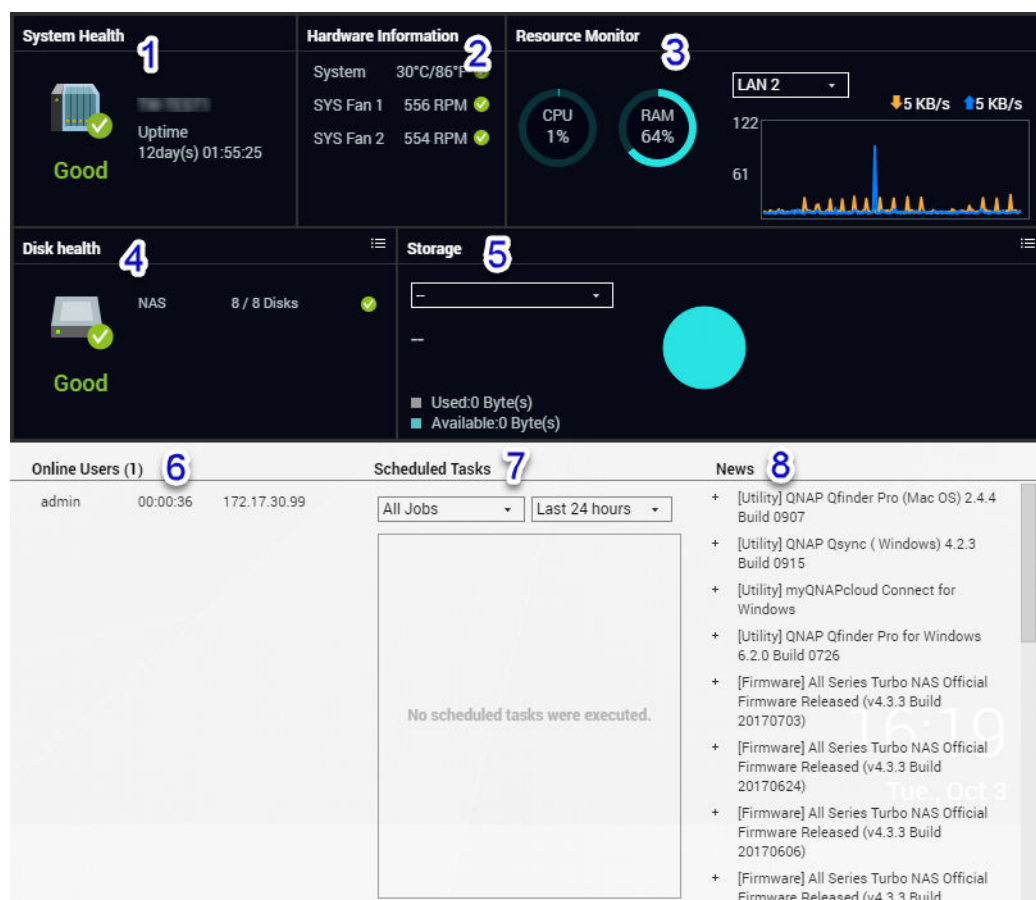 System Health
1
Uptime
12day(s) 01:55:25
Good
Hardware Information
2
System 30°C/86°F
SYS Fan 1 556 RPM
SYS Fan 2 554 RPM
Resource Monitor
3
CPU
1%
RAM
64%
LAN 2
5 KB/s 5 KB/s
122
61
Disk health
4
NAS 8 / 8 Disks
Good
Storage
5
--
--
Used:0 Byte(s)
Available:0 Byte(s)
Online Users (1)
6
admin 00:00:36 172.17.30.99
Scheduled Tasks
7
All Jobs Last 24 hours
No scheduled tasks were executed.
News
8
+ [Utility] QNAP Qfinder Pro (Mac OS) 2.4.4
Build 0907
+ [Utility] QNAP Qsync ( Windows) 4.2.3
Build 0915
+ [Utility] myQNAPcloud Connect for
Windows
+ [Utility] QNAP Qfinder Pro for Windows
6.2.0 Build 0726
+ [Firmware] All Series Turbo NAS Official
Firmware Released (v4.3.3 Build
20170703)
+ [Firmware] All Series Turbo NAS Official
Firmware Released (v4.3.3 Build
20170624)
+ [Firmware] All Series Turbo NAS Official
Firmware Released (v4.3.3 Build
20170606)
+ [Firmware] All Series Turbo NAS Official
Firmware Released (v4.3.3 Build
16:19
Tue., Oct 3